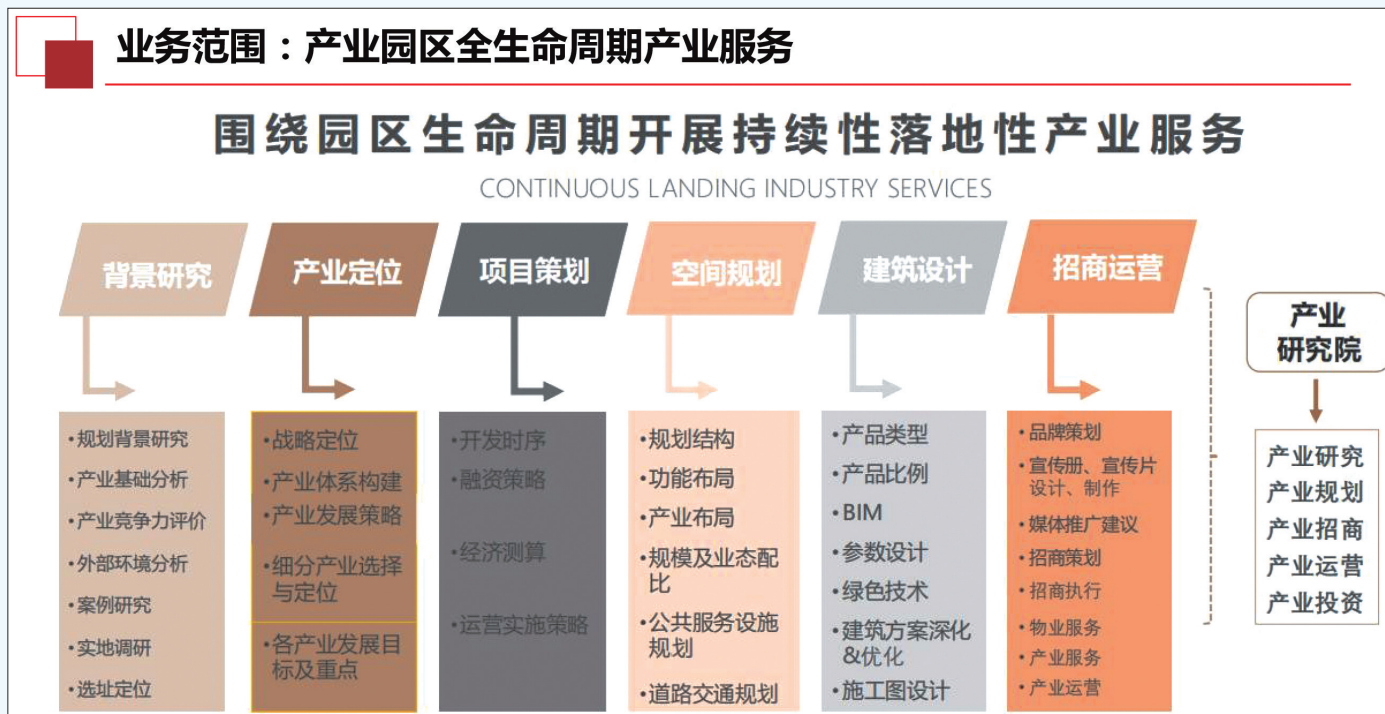 业务范围：产业园区全生命周期产业服务
围绕园区生命周期开展持续性落地性产业服务
CONTINUOUS LANDING INDUSTRY SERVICES
背景研究
•规划背景研究
•产业基础分析
•产业竞争力评价
•外部环境分析
•案例研究
•实地调研
•选址定位
产业定位
•战略定位
•产业体系构建
•产业发展策略
•细分产业选择
与定位
•各产业发展目
标及重点
项目策划
•开发时序
•融资策略
•经济测算
•运营实施策略
空间规划
•规划结构
•功能布局
•产业布局
•规模及业态配
比
•公共服务设施
规划
•道路交通规划
建筑设计
•产品类型
•产品比例
•BIM
•参数设计
•绿色技术
•建筑方案深化
&优化
•施工图设计
招商运营
•品牌策划
•宣传册、宣传片
设计、制作
•媒体推广建议
•招商策划
•招商执行
•物业服务
•产业服务
•产业运营
产业
研究院
产业研究
产业规划
产业招商
产业运营
产业投资